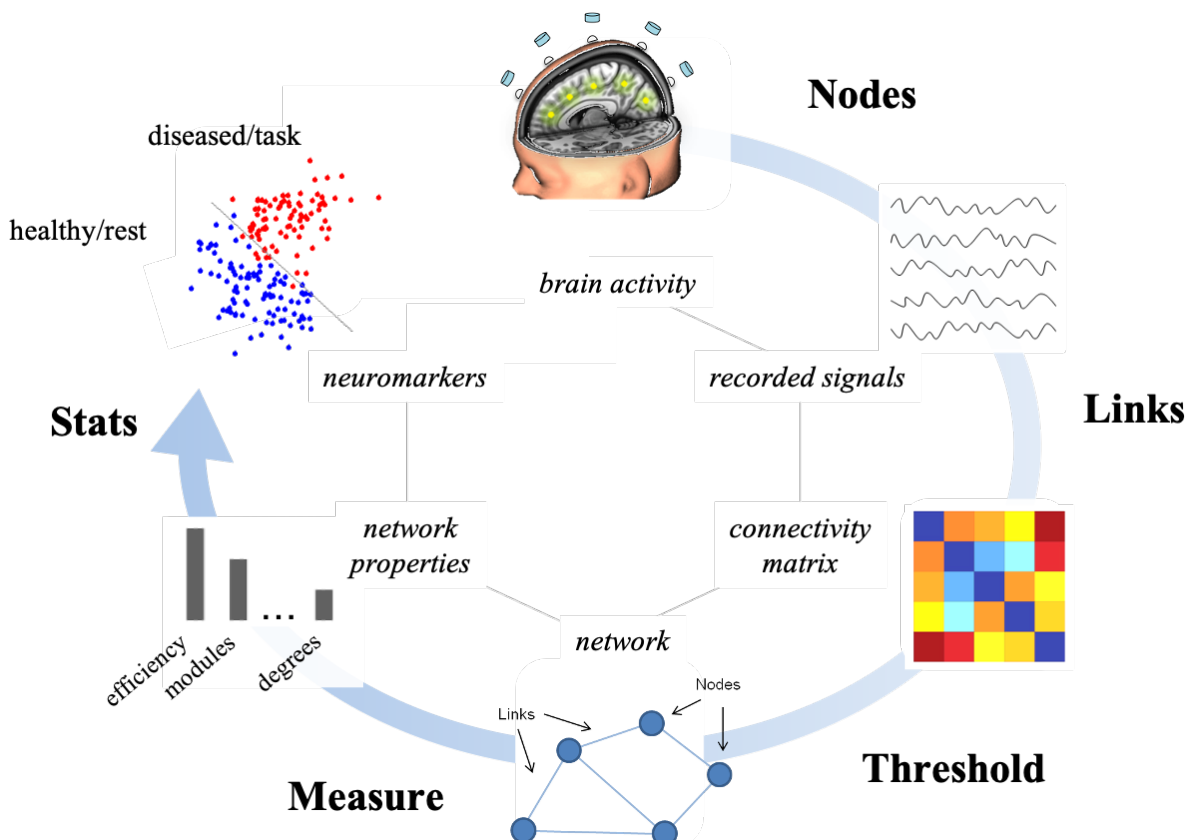 Nodes
diseased/task
healthy/rest
brain activity
neuromarkers
recorded signals
Links
Stats
network
properties
connectivity
matrix
...
efficiency
modules
degrees
network
Nodes
Links
Threshold
Measure